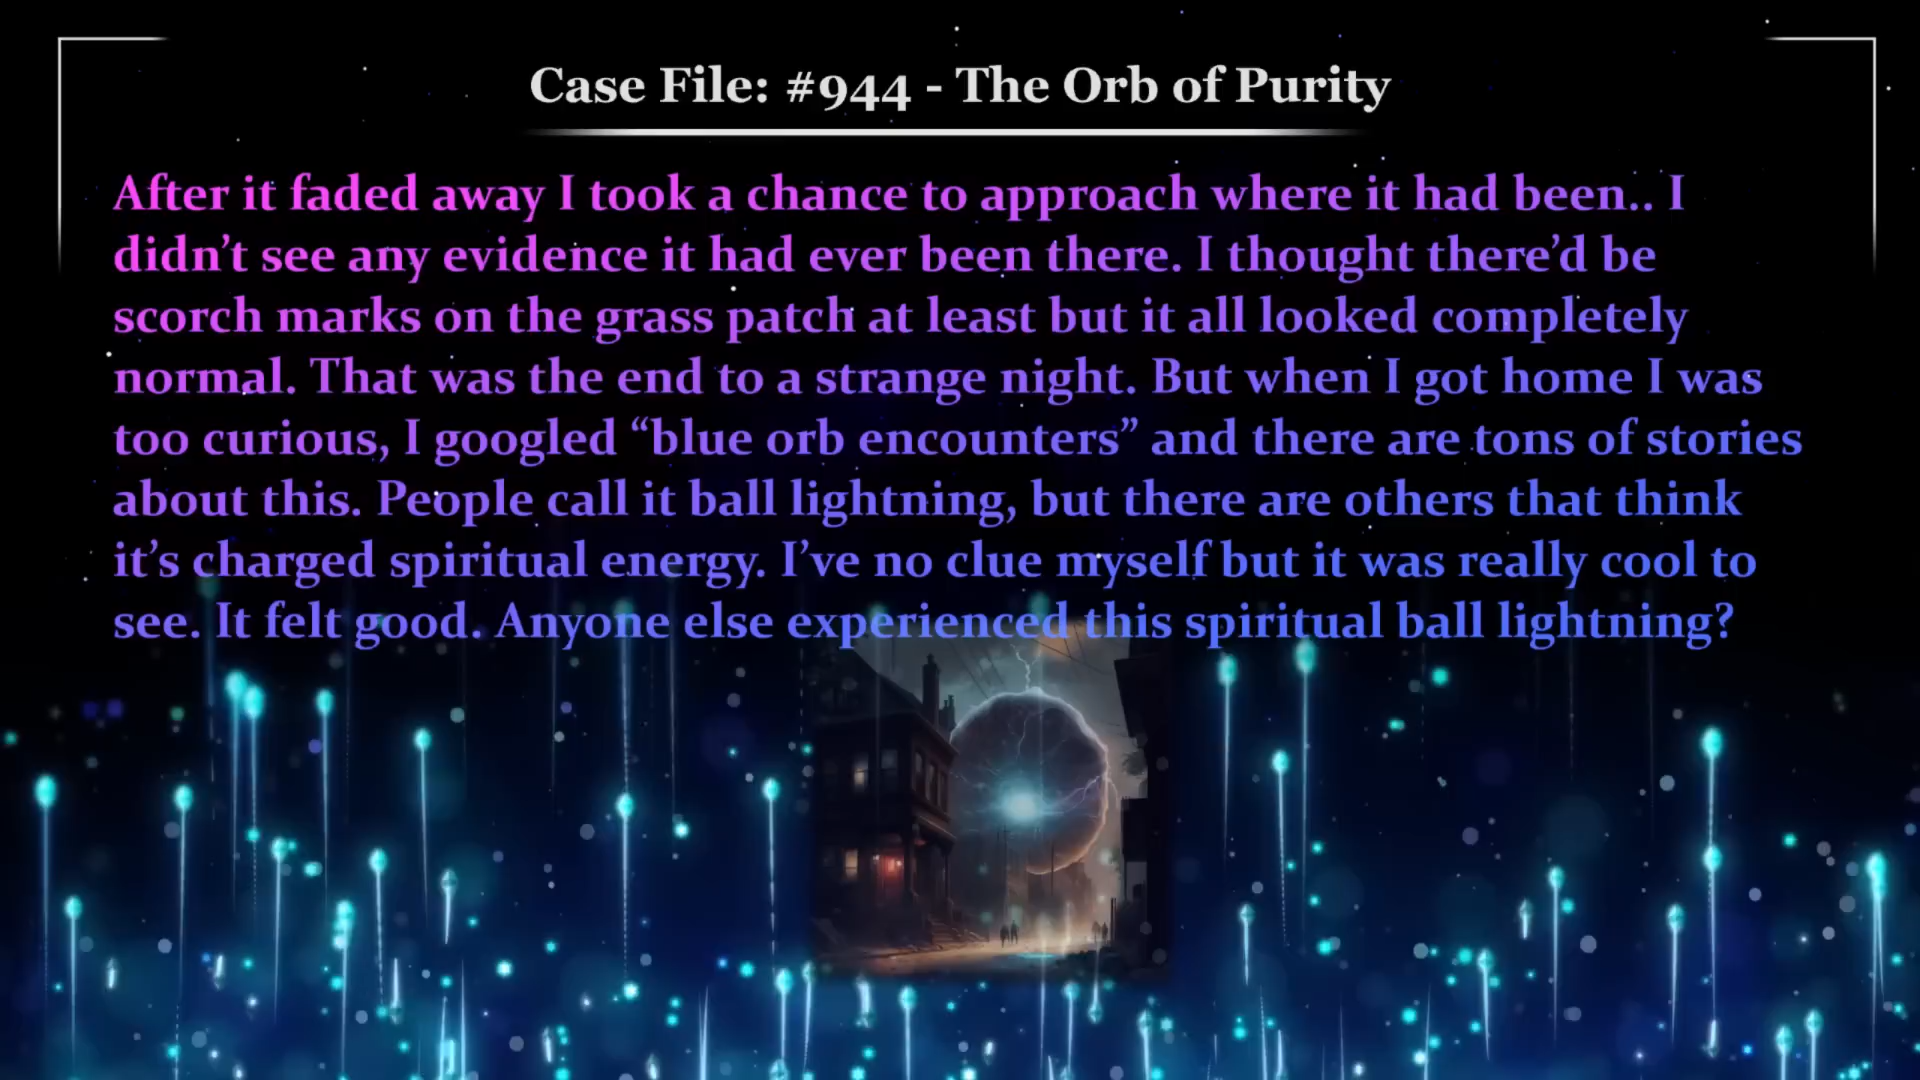 Case File: #944 - The Orb of Purity
After it faded away I took a chance to approach where it had been.. I
didn’t see any evidence it had ever been there. I thought there’d be
scorch marks on the grass patch at least but it all looked completely
normal. That was the end to a strange night. But when I got home I was
too curious, I googled “blue orb encounters” and there are tons of stories
about this. People call it ball lightning, but there are others that think
it’s charged spiritual energy. I’ve no clue myself but it was really cool to
see. It felt good. Anyone else experienced this spiritual ball lightning?